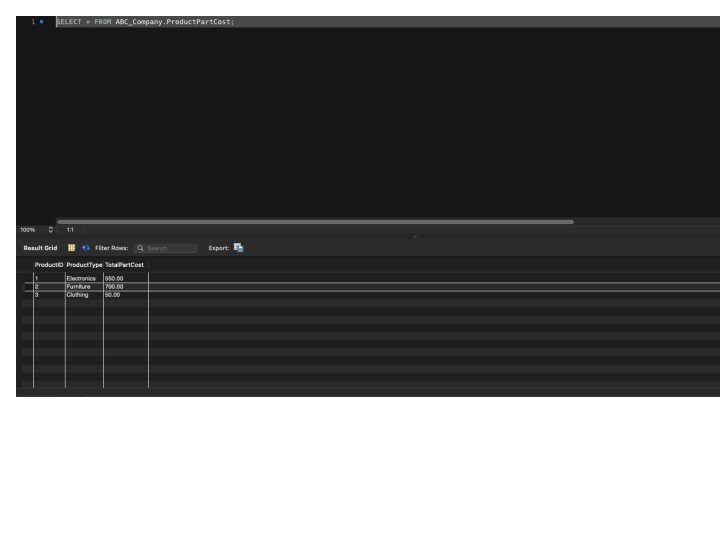 1 SELECT * FROM ABC_Company.ProductPartCost;
100% 1:1
Result Grid Filter Rows: Search Export:
ProductID ProductType TotalPartCost
1 Electronics 550.00
2 Furniture 700.00
3 Clothing 50.00